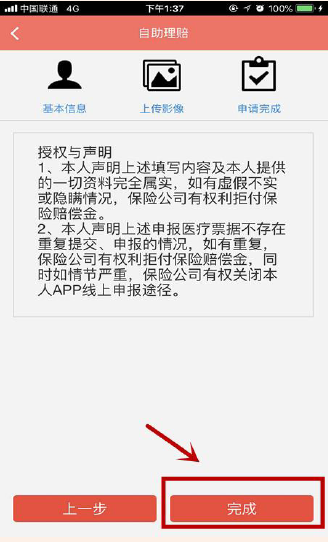 中国联通 4G 下午1:37 100%
自助理赔
基本信息 上传影像 申请完成
授权与声明
1、本人声明上述填写内容及本人提供
的一切资料完全属实，如有虚假不实
或隐瞒情况，保险公司有权利拒付保
险赔偿金。
2、本人声明上述申报医疗票据不存在
重复提交、申报的情况，如有重复，
保险公司有权利拒付保险赔偿金，同
时如情节严重，保险公司有权关闭本
人APP线上申报途径。
上一步 完成